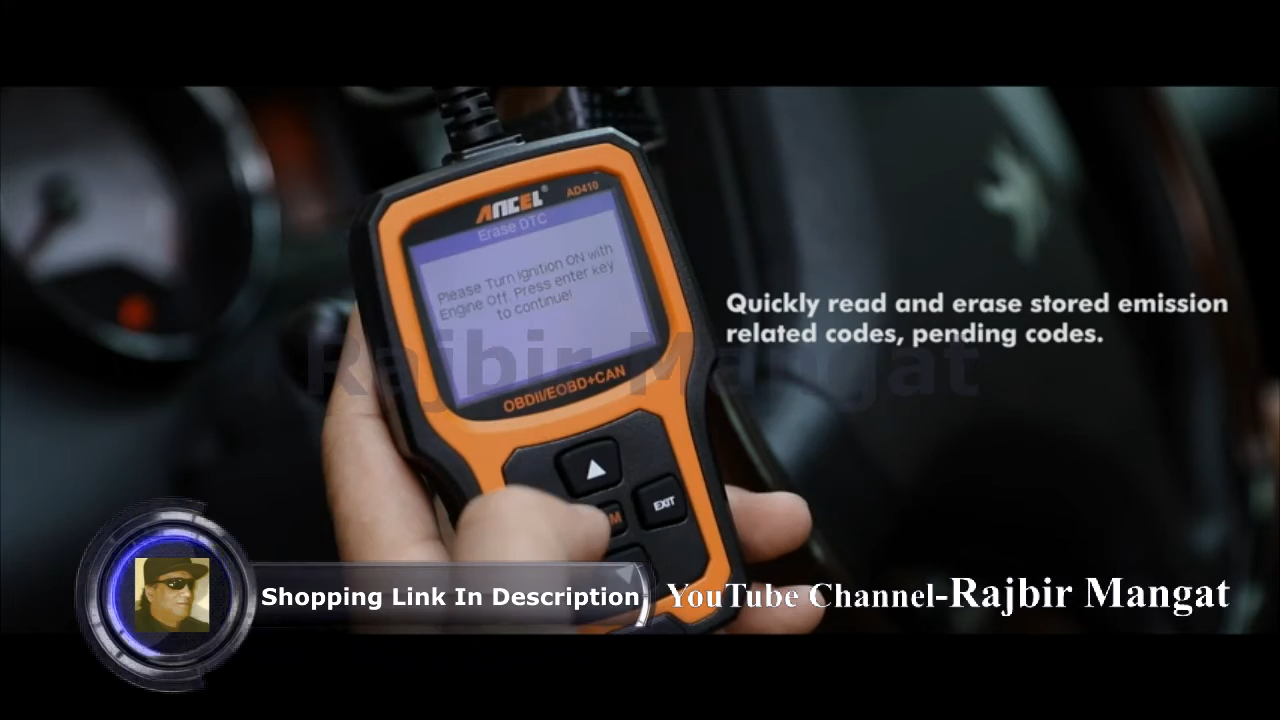 ANCEL®
AD410
Erase DTC
Please Turn Ignition ON with
Engine Off. Press enter key
to continue!
OBDII/EOBD+CAN
EXIT
Quickly read and erase stored emission
related codes, pending codes.
Rajbir Mangat
Shopping Link In Description
YouTube Channel-Rajbir Mangat